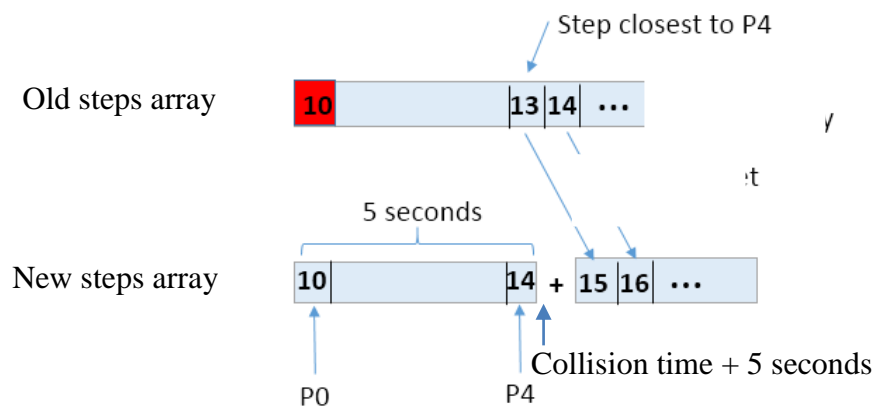 Step closest to P4
Old steps array
10 13 14 ...
5 seconds
New steps array
10 14 + 15 16 ...
Collision time + 5 seconds
P0 P4